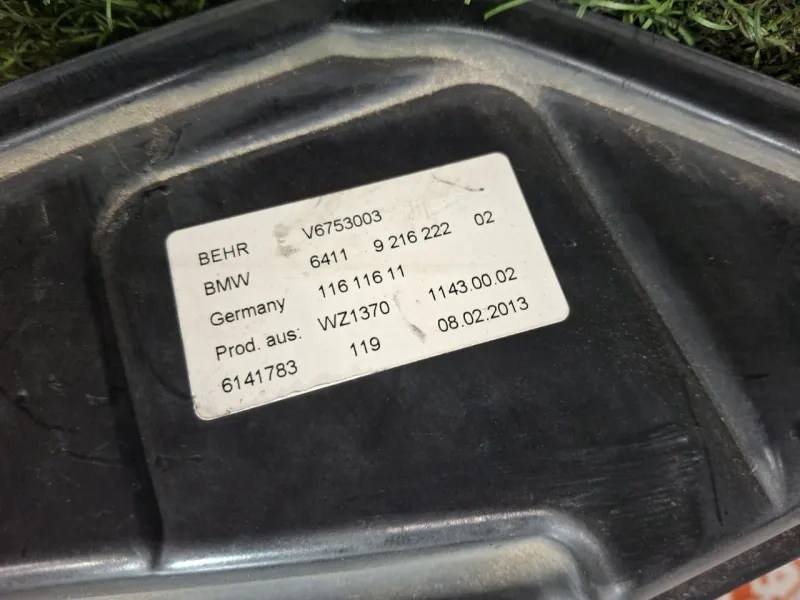 BEHR V6753003
BMW 6411 9 216 222 02
Germany 116 116 11
Prod. aus: WZ1370 1143.00.02
6141783 119 08.02.2013